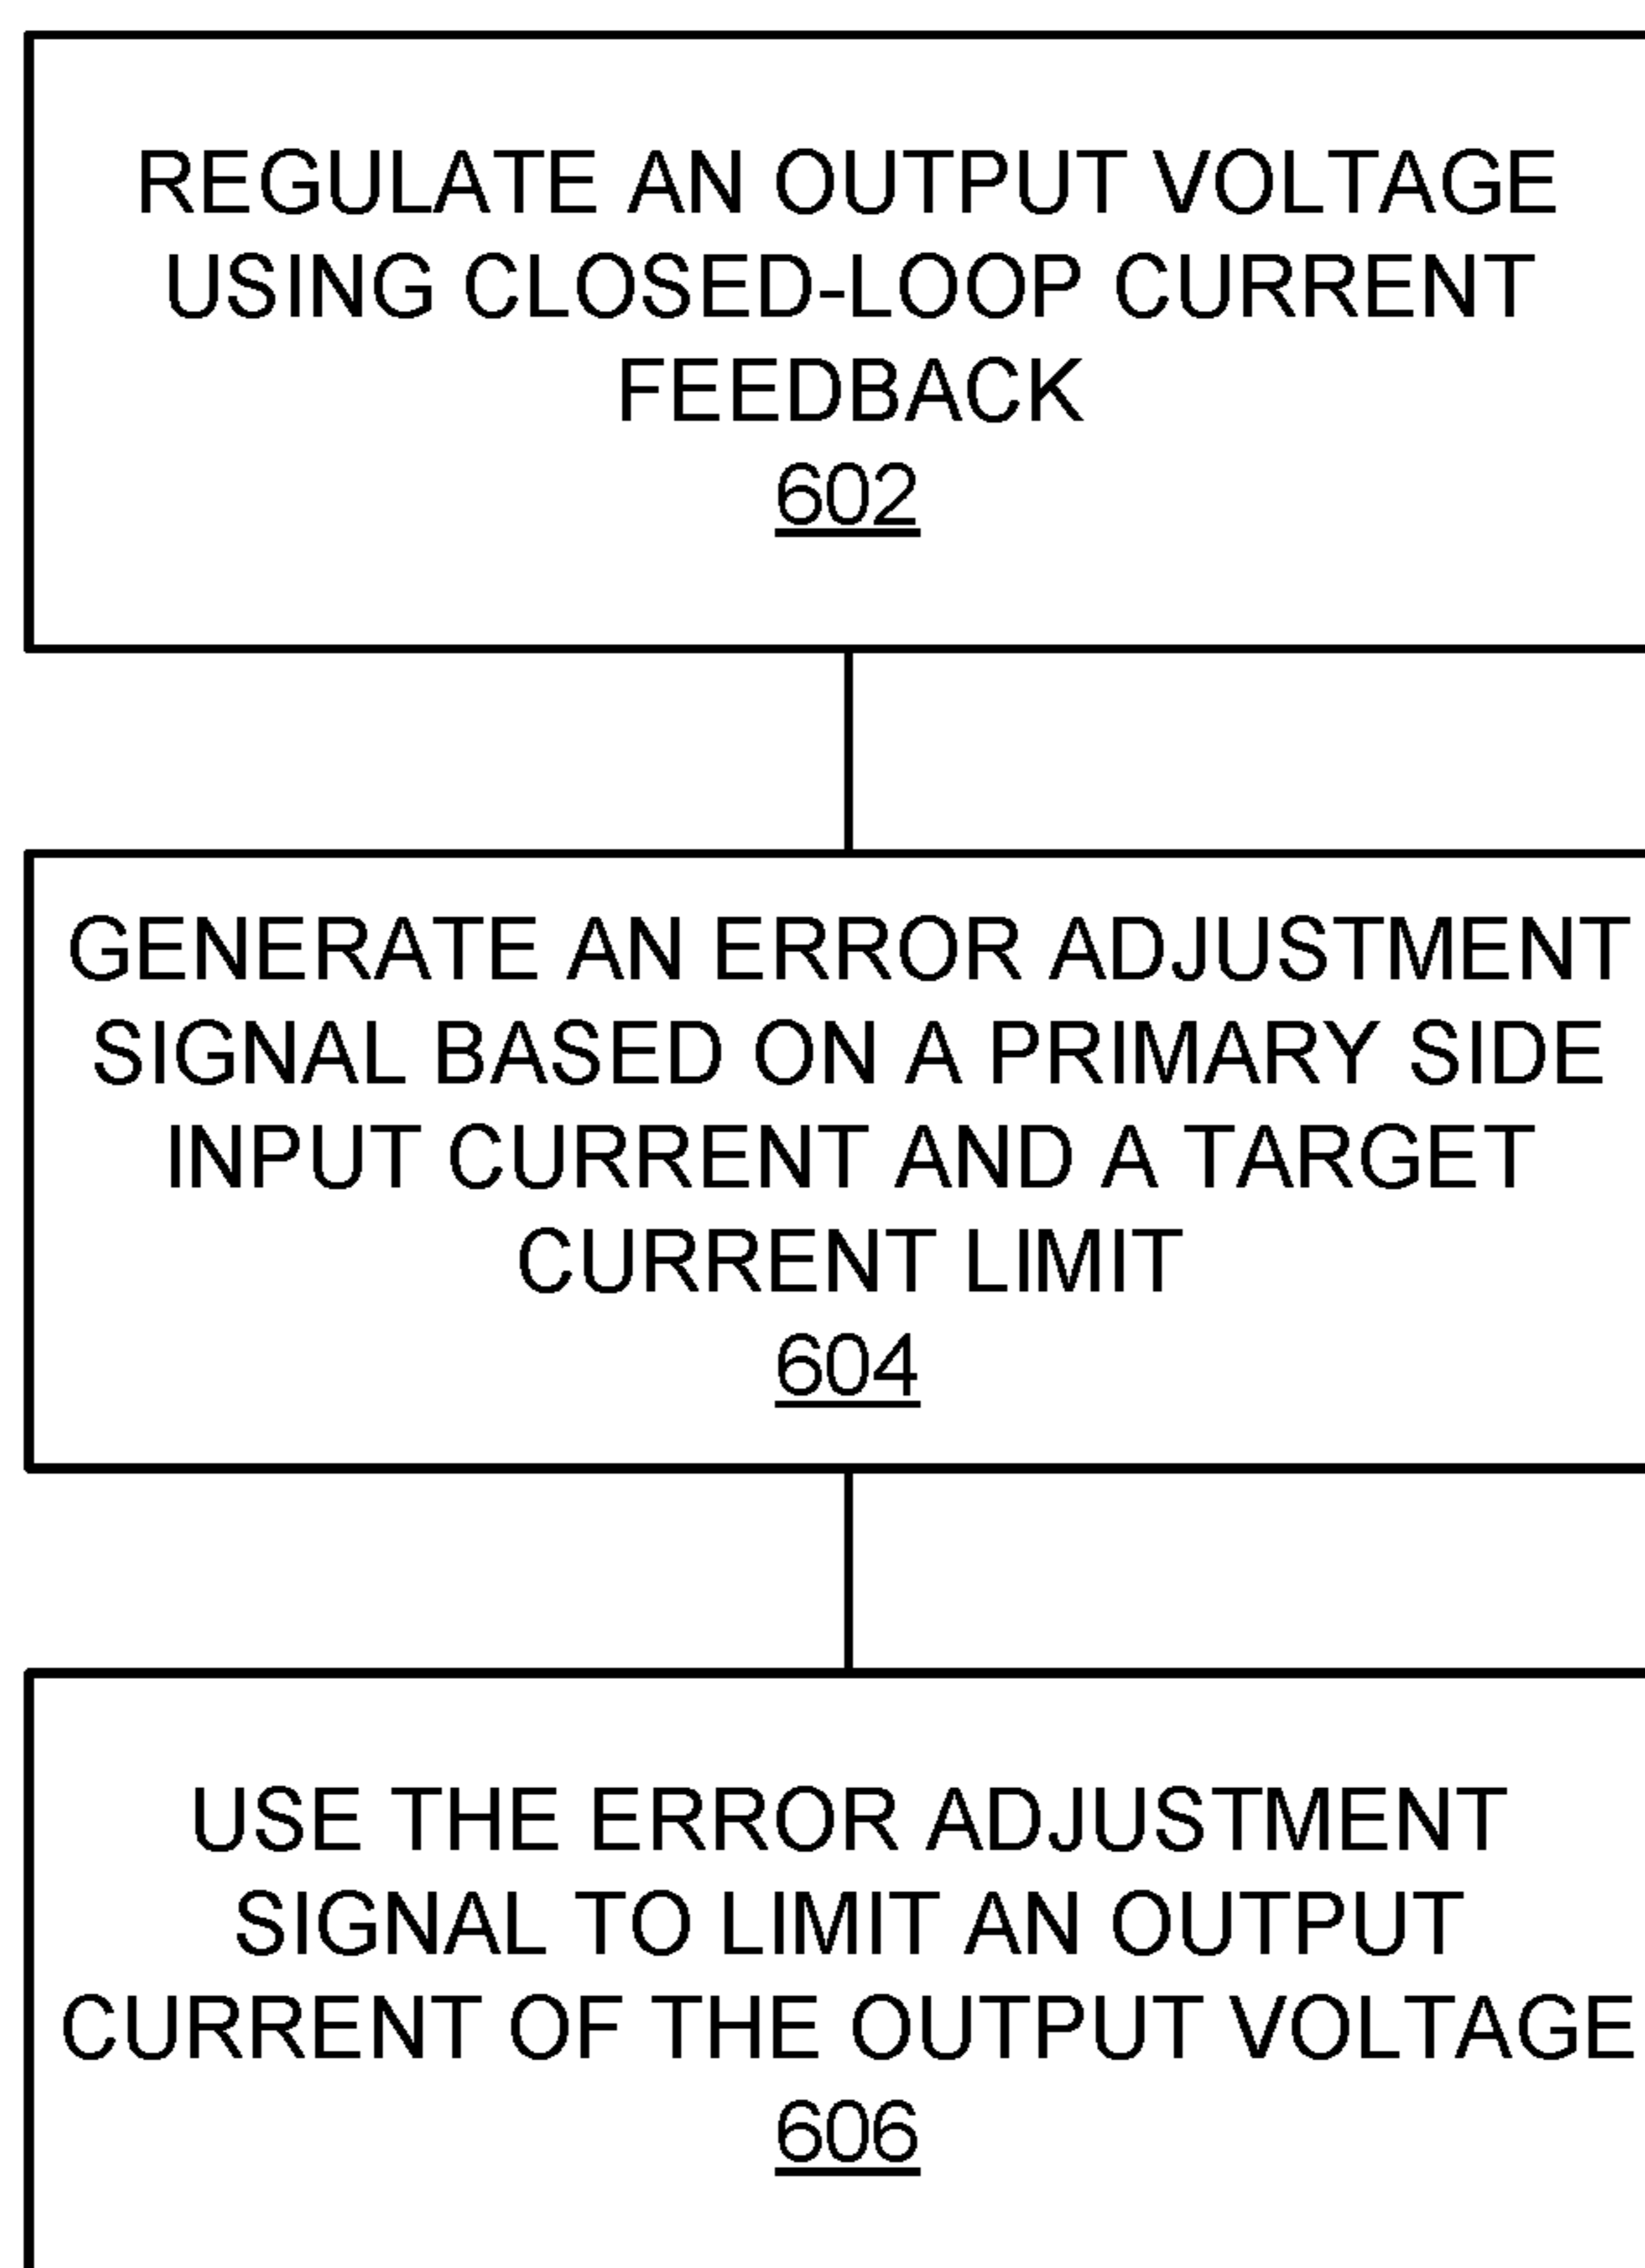 REGULATE AN OUTPUT VOLTAGE
USING CLOSED-LOOP CURRENT
FEEDBACK
602
GENERATE AN ERROR ADJUSTMENT
SIGNAL BASED ON A PRIMARY SIDE
INPUT CURRENT AND A TARGET
CURRENT LIMIT
604
USE THE ERROR ADJUSTMENT
SIGNAL TO LIMIT AN OUTPUT
CURRENT OF THE OUTPUT VOLTAGE
606